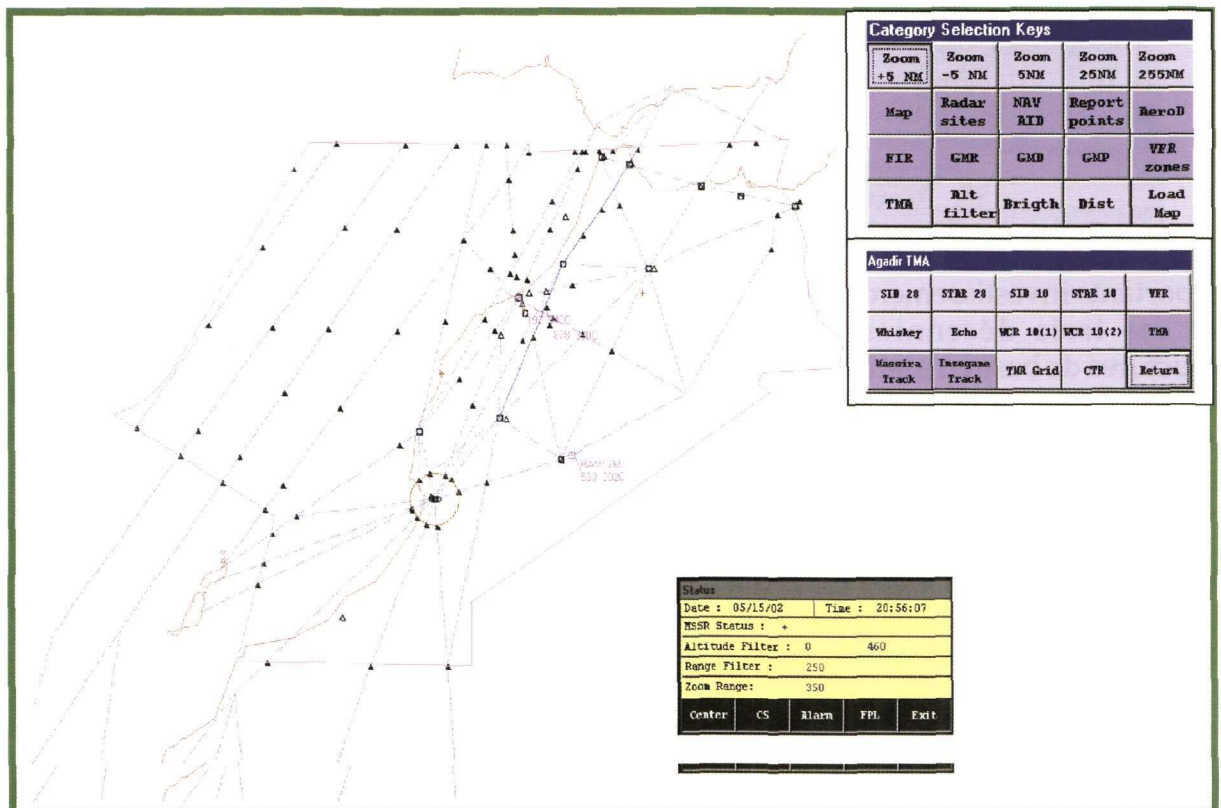 Category Selection Keys
Zoom +5 NM
Zoom -5 NM
Zoom 5NM
Zoom 25NM
Zoom 255NM
Map
Radar sites
NAV AID
Report points
AeroD
FIR
GMR
GMD
GMP
VFR zones
TMA
Alt filter
Brigth
Dist
Load Map
Agadir TMA
SID 28
STAR 28
SID 10
STAR 10
VFR
Whiskey
Echo
WCR 10(1)
WCR 10(2)
TMA
Massira Track
Inzegane Track
TMA Grid
CTR
Return
Status
Date : 05/15/02 Time : 20:56:07
MSSR Status : +
Altitude Filter : 0 460
Range Filter : 250
Zoom Range: 350
Center
CS
Alarm
FPL
Exit